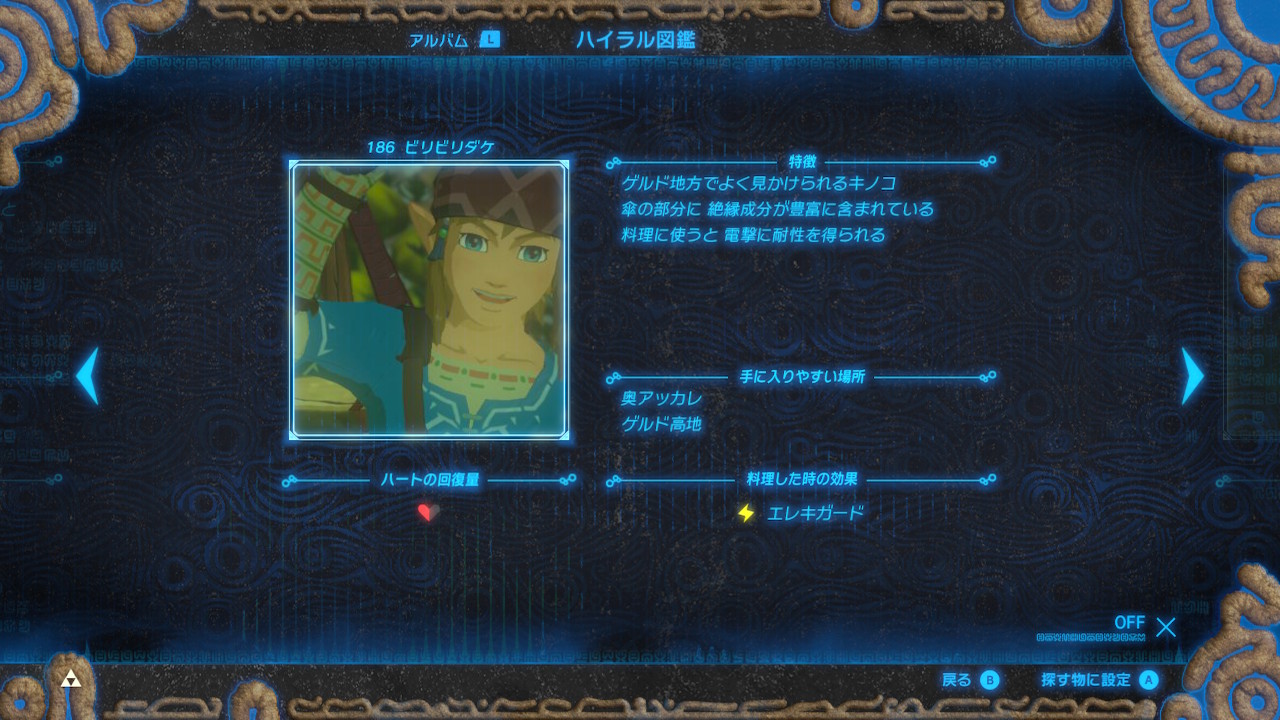 アルバム L
ハイラル図鑑
186 ビリビリダケ
特徴
ゲルド地方でよく見かけられるキノコ
傘の部分に 絶縁成分が豊富に含まれている
料理に使うと 電撃に耐性を得られる
手に入りやすい場所
奥アッカレ
ゲルド高地
ハートの回復量
料理した時の効果
エレキガード
OFF
戻る B
探す物に設定 A